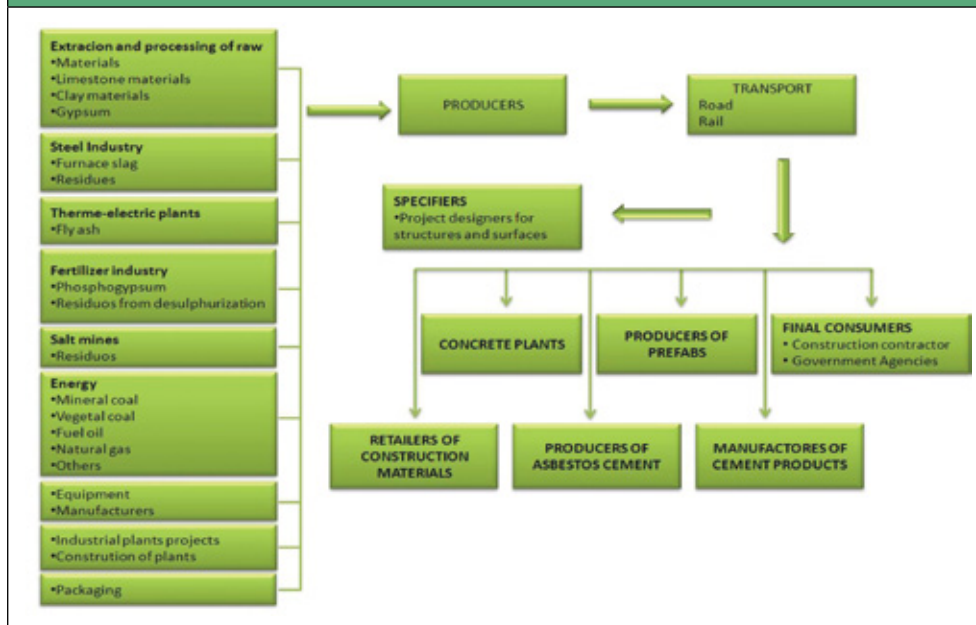 Extracion and processing of raw
•Materials
•Limestone materials
•Clay materials
•Gypsum
Steel Industry
•Furnace slag
•Residues
Therme-electric plants
•Fly ash
Fertilizer industry
•Phosphogypsum
•Residuos from desulphurization
Salt mines
•Residuos
Energy
•Mineral coal
•Vegetal coal
•Fuel oil
•Natural gas
•Others
•Equipment
•Manufacturers
•Industrial plants projects
•Constrution of plants
•Packaging
PRODUCERS
TRANSPORT
Road
Rail
SPECIFIERS
•Project designers for
structures and surfaces
CONCRETE PLANTS
PRODUCERS OF
PREFABS
FINAL CONSUMERS
• Construction contractor
• Government Agencies
RETAILERS OF
CONSTRUCTION
MATERIALS
PRODUCERS OF
ASBESTOS CEMENT
MANUFACTORES OF
CEMENT PRODUCTS